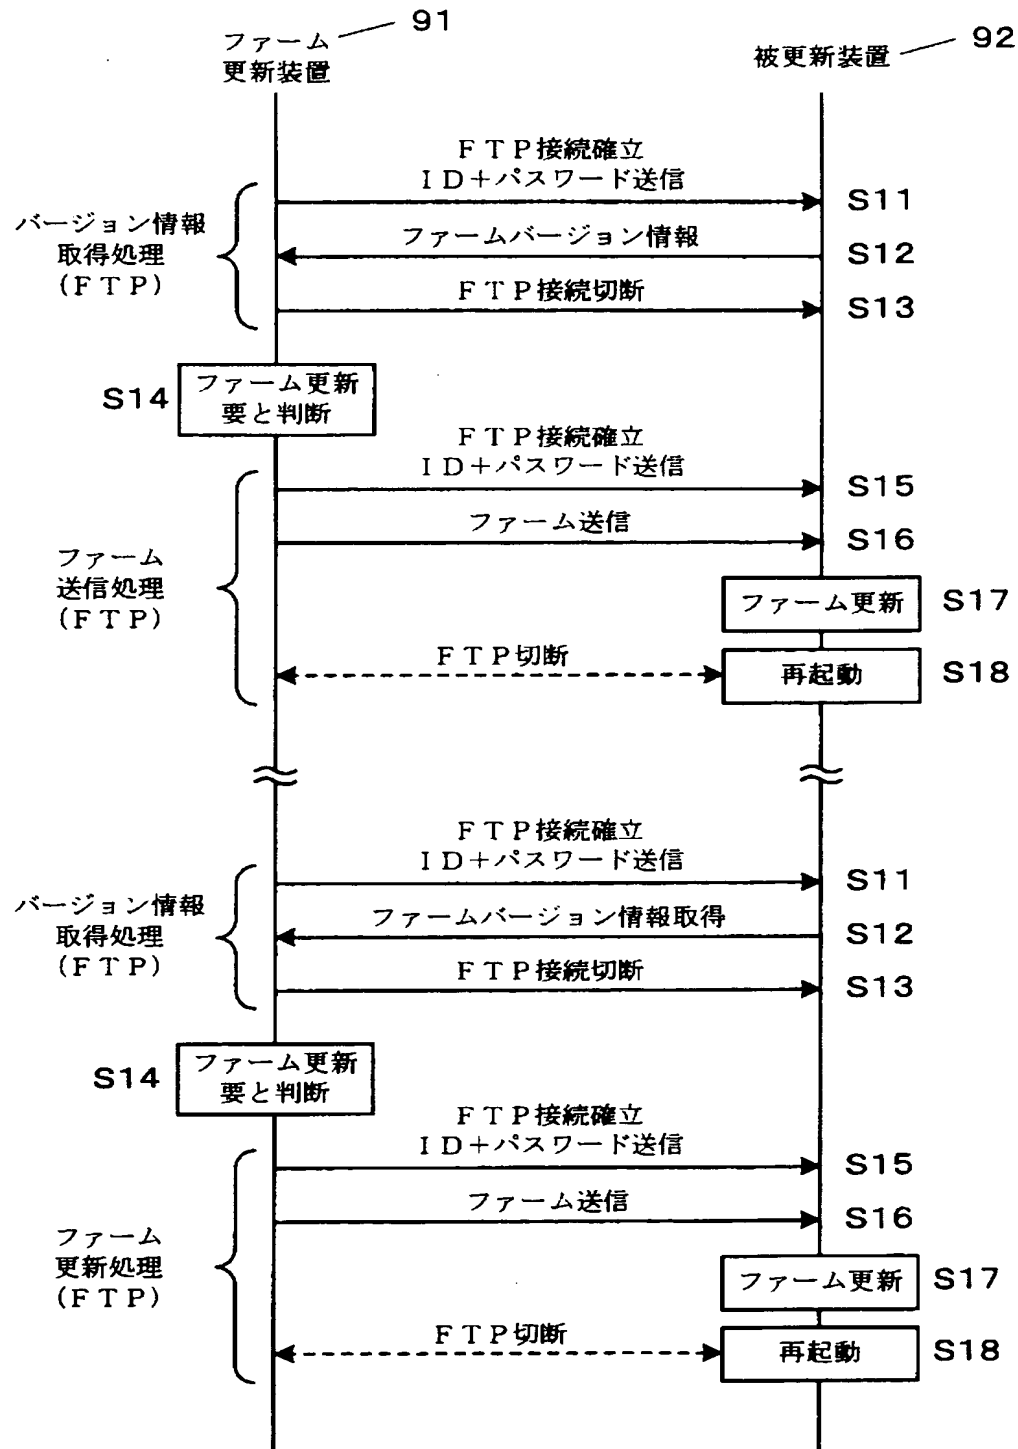 ファーム
更新装置
91
被更新装置
92
ＦＴＰ接続確立
ＩＤ＋パスワード送信
S11
バージョン情報
取得処理
(ＦＴＰ)
ファームバージョン情報
S12
ＦＴＰ接続切断
S13
S14
ファーム更新
要と判断
ＦＴＰ接続確立
ＩＤ＋パスワード送信
S15
ファーム送信
S16
ファーム
送信処理
(ＦＴＰ)
ファーム更新
S17
ＦＴＰ切断
再起動
S18
ＦＴＰ接続確立
ＩＤ＋パスワード送信
S11
バージョン情報
取得処理
(ＦＴＰ)
ファームバージョン情報取得
S12
ＦＴＰ接続切断
S13
S14
ファーム更新
要と判断
ＦＴＰ接続確立
ＩＤ＋パスワード送信
S15
ファーム送信
S16
ファーム
更新処理
(ＦＴＰ)
ファーム更新
S17
ＦＴＰ切断
再起動
S18